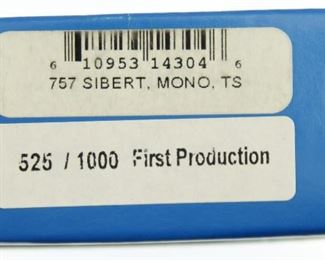 6 10953 14304 6
757 SIBERT, MONO, TS
525 / 1000 First Production